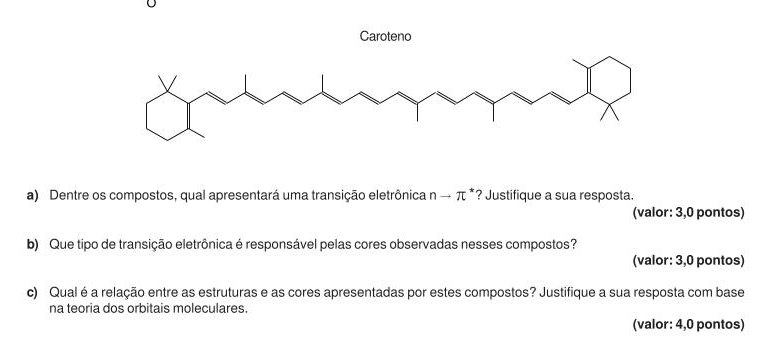 O
Caroteno
a) Dentre os compostos, qual apresentará uma transição eletrônica n → π *? Justifique a sua resposta.
(valor: 3,0 pontos)
b) Que tipo de transição eletrônica é responsável pelas cores observadas nesses compostos?
(valor: 3,0 pontos)
c) Qual é a relação entre as estruturas e as cores apresentadas por estes compostos? Justifique a sua resposta com base
na teoria dos orbitais moleculares.
(valor: 4,0 pontos)